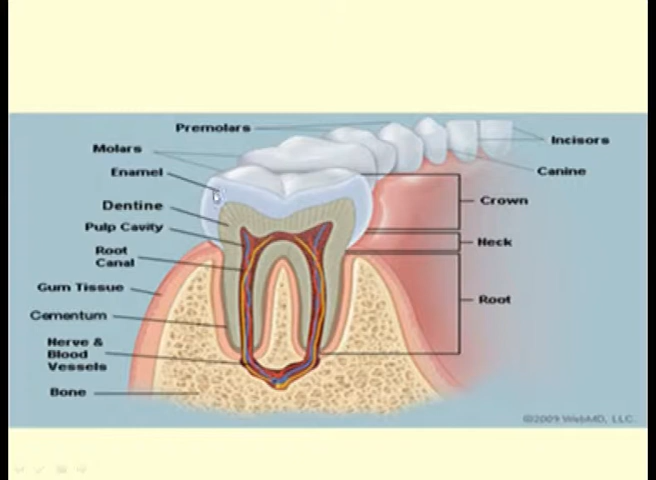 Premolars
Molars
Incisors
Enamel
Canine
Dentine
Crown
Pulp Cavity
Neck
Root
Canal
Gum Tissue
Root
Cementum
Nerve &
Blood
Vessels
Bone
©2009 WebMD, LLC.